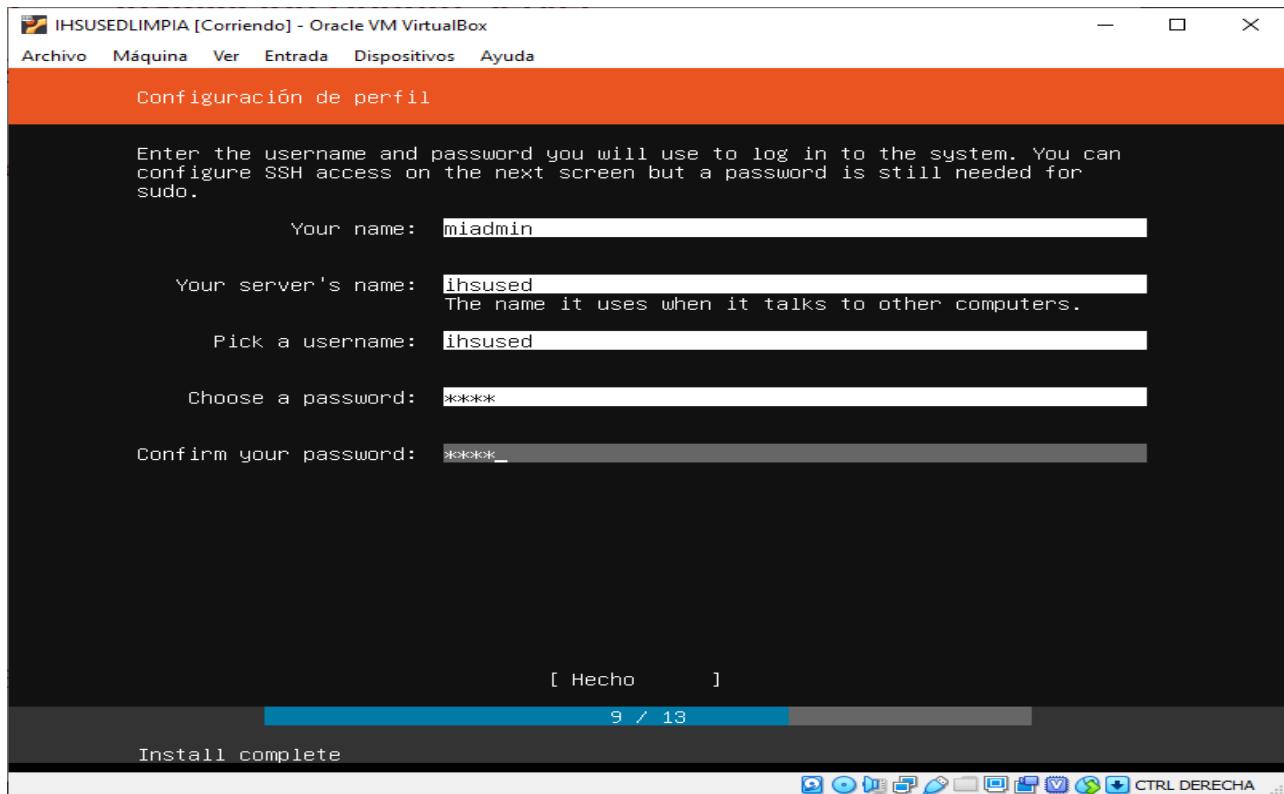 IHSUSEDLIMPIA [Corriendo] - Oracle VM VirtualBox
Archivo Máquina Ver Entrada Dispositivos Ayuda
Configuración de perfil
Enter the username and password you will use to log in to the system. You can
configure SSH access on the next screen but a password is still needed for
sudo.
Your name: miadmin
Your server's name: ihsused
The name it uses when it talks to other computers.
Pick a username: ihsused
Choose a password: ****
Confirm your password: ****_
[ Hecho ]
9 / 13
Install complete
CTRL DERECHA